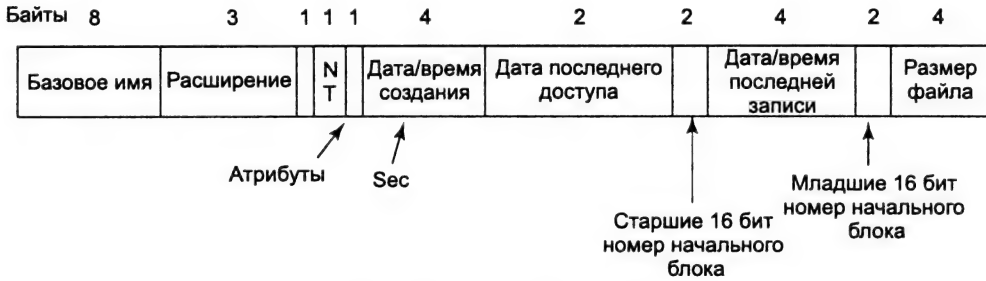 Байты 8 3 1 1 1 4 2 2 4 2 4
Базовое имя Расширение N T Дата/время создания Дата последнего доступа Дата/время последней записи Размер файла
Атрибуты
Sec
Старшие 16 бит
номер начального
блока
Младшие 16 бит
номер начального
блока